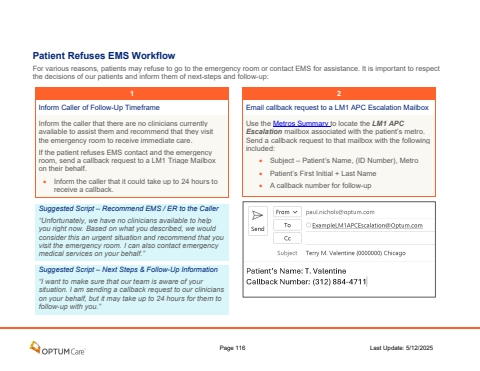 Patient Refuses EMS Workflow
For various reasons, patients may refuse to go to the emergency room or contact EMS for assistance. It is important to respect
the decisions of our patients and inform them of next-steps and follow-up:
1
Inform Caller of Follow-Up Timeframe
Inform the caller that there are no clinicians currently
available to assist them and recommend that they visit
the emergency room to receive immediate care.
If the patient refuses EMS contact and the emergency
room, send a callback request to a LM1 Triage Mailbox
on their behalf.
• Inform the caller that it could take up to 24 hours to
receive a callback.
Suggested Script – Recommend EMS / ER to the Caller
"Unfortunately, we have no clinicians available to help
you right now. Based on what you described, we would
consider this an urgent situation and recommend that you
visit the emergency room. I can also contact emergency
medical services on your behalf."
Suggested Script – Next Steps & Follow-Up Information
"I want to make sure that our team is aware of your
situation. I am sending a callback request to our clinicians
on your behalf, but it may take up to 24 hours for them to
follow-up with you."
2
Email callback request to a LM1 APC Escalation Mailbox
Use the Metros Summary to locate the LM1 APC
Escalation mailbox associated with the patient's metro.
Send a callback request to that mailbox with the following
included:
• Subject – Patient's Name, (ID Number), Metro
• Patient's First Initial + Last Name
• A callback number for follow-up
Send
From paul.nichols@optum.com
To ExampleLM1APCEscalation@Optum.com
Cc
Subject Terry M. Valentine (0000000) Chicago
Patient's Name: T. Valentine
Callback Number: (312) 884-4711
OPTUM Care
Page 116
Last Update: 5/12/2025